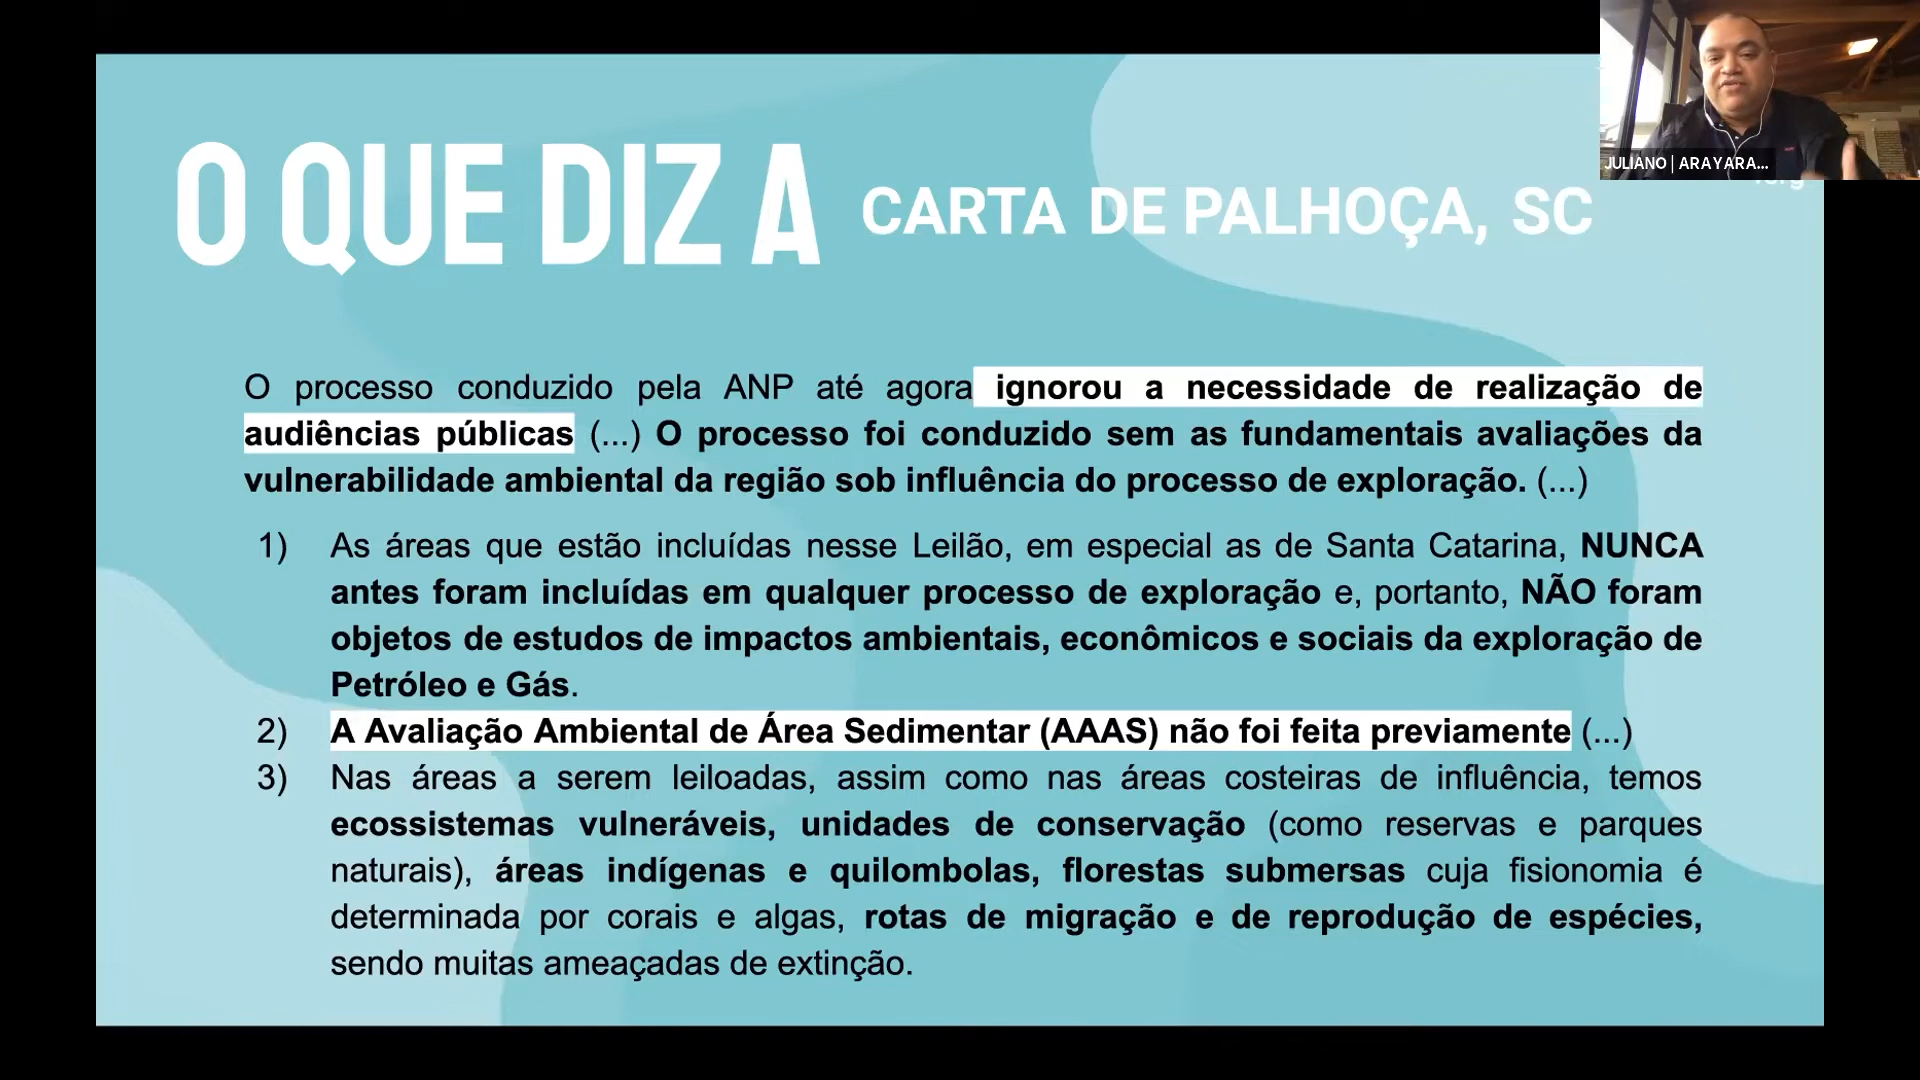 JULIANO | ARAYARA...
O QUE DIZ A CARTA DE PALHOÇA, SC
O processo conduzido pela ANP até agora ignorou a necessidade de realização de
audiências públicas (...) O processo foi conduzido sem as fundamentais avaliações da
vulnerabilidade ambiental da região sob influência do processo de exploração. (...)
1) As áreas que estão incluídas nesse Leilão, em especial as de Santa Catarina, NUNCA
antes foram incluídas em qualquer processo de exploração e, portanto, NÃO foram
objetos de estudos de impactos ambientais, econômicos e sociais da exploração de
Petróleo e Gás.
2) A Avaliação Ambiental de Área Sedimentar (AAAS) não foi feita previamente (...)
3) Nas áreas a serem leiloadas, assim como nas áreas costeiras de influência, temos
ecossistemas vulneráveis, unidades de conservação (como reservas e parques
naturais), áreas indígenas e quilombolas, florestas submersas cuja fisionomia é
determinada por corais e algas, rotas de migração e de reprodução de espécies,
sendo muitas ameaçadas de extinção.